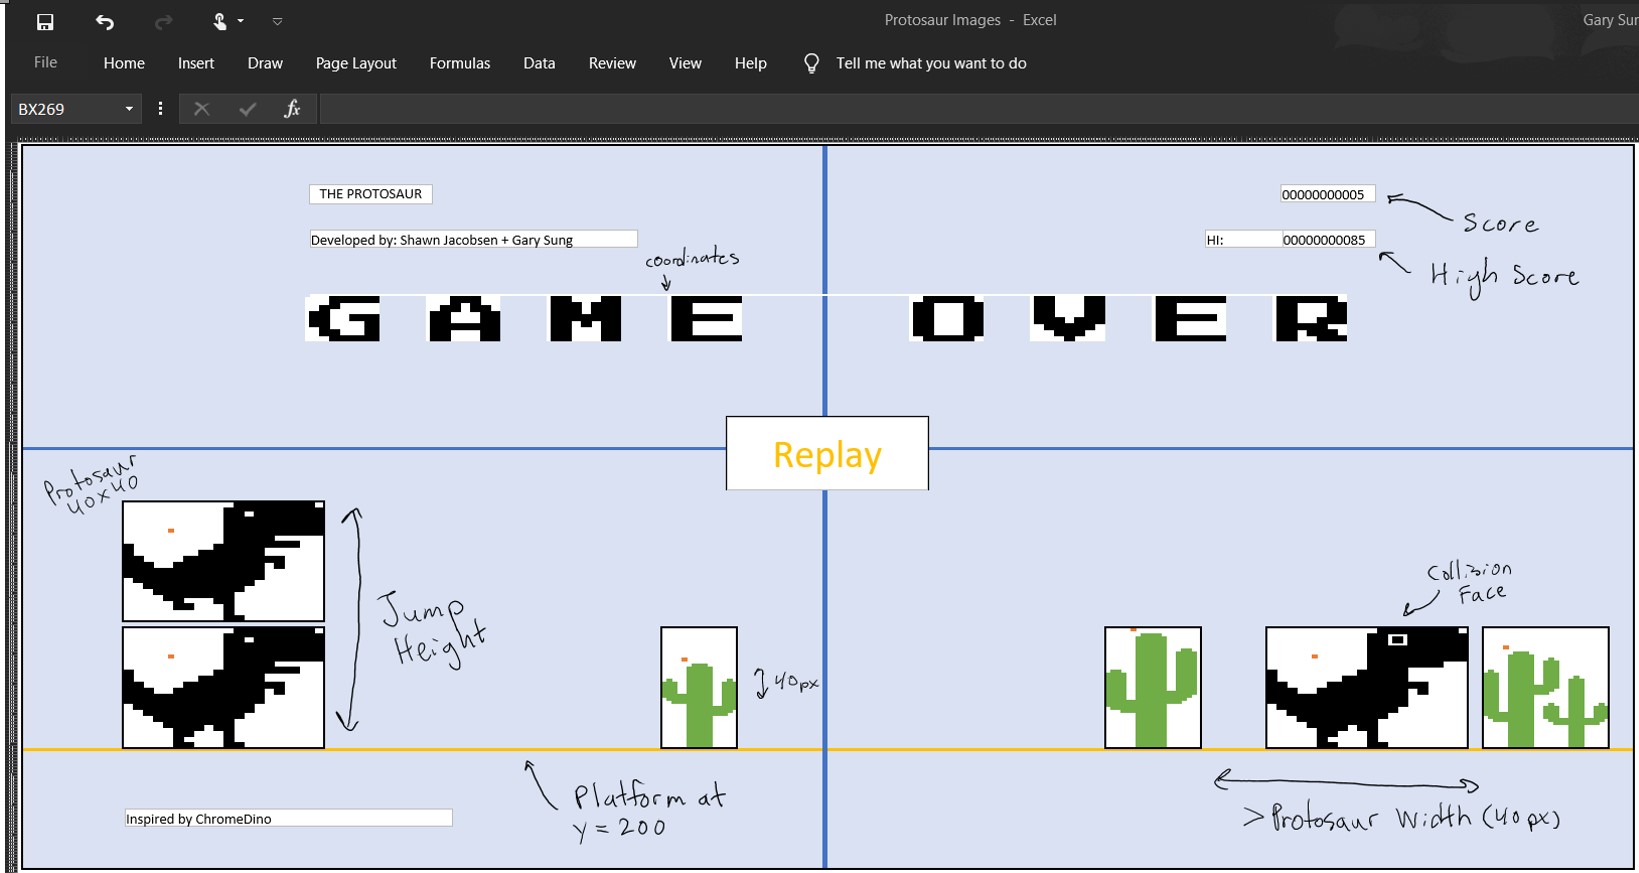 Protosaur Images - Excel
Gary Sun
File Home Insert Draw Page Layout Formulas Data Review View Help Tell me what you want to do
BX269 fx
THE PROTOSAUR
00000000005
Score
Developed by: Shawn Jacobsen + Gary Sung
HI: 00000000085
High Score
coordinates
GAME OVER
Replay
Protosaur
40x40
Jump
Height
40px
Collision
Face
Platform at
y = 200
> Protosaur Width (40px)
Inspired by ChromeDino